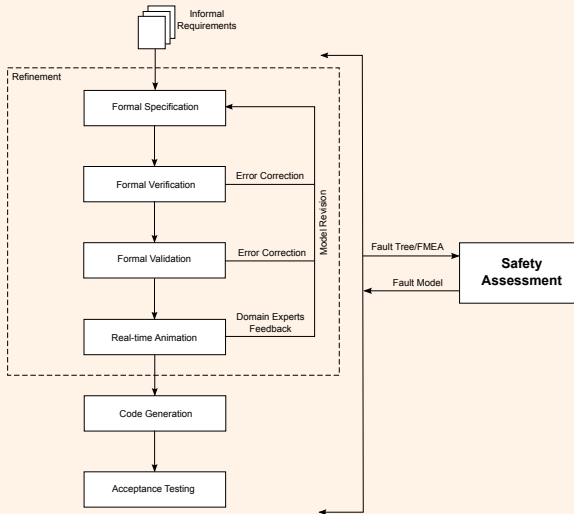 Informal
Requirements
Refinement
Formal Specification
Formal Verification
Error Correction
Model Revision
Formal Validation
Error Correction
Domain Experts
Feedback
Real-time Animation
Fault Tree/FMEA
Fault Model
Safety
Assessment
Code Generation
Acceptance Testing